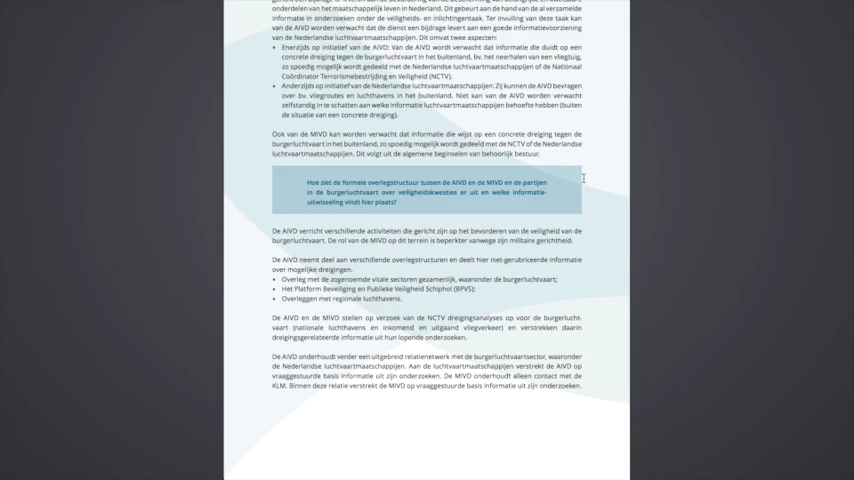 onderdelen van het maatschappelijk leven in Nederland. Dit gebeurt aan de hand van de al verzamelde
informatie in onderzoeken onder de veiligheids- en inlichtingentaak. Ter invulling van deze taak kan
van de AIVD worden verwacht dat de dienst een bijdrage levert aan een goede informatievoorziening
van de Nederlandse luchtvaartmaatschappijen. Dit omvat twee aspecten:
• Enerzijds op initiatief van de AIVD: Van de AIVD wordt verwacht dat informatie die duidt op een
concrete dreiging tegen de burgerluchtvaart in het buitenland, bv. het neerhalen van een vliegtuig,
zo spoedig mogelijk wordt gedeeld met de Nederlandse luchtvaartmaatschappijen of de Nationaal
Coördinator Terrorismebestrijding en Veiligheid (NCTV).
• Anderzijds op initiatief van de Nederlandse luchtvaartmaatschappijen: Zij kunnen de AIVD bevragen
over bv. vliegroutes en luchthavens in het buitenland. Niet kan van de AIVD worden verwacht
zelfstandig in te schatten aan welke informatie luchtvaartmaatschappijen behoefte hebben (buiten
de situatie van een concrete dreiging).
Ook van de MIVD kan worden verwacht dat informatie die wijst op een concrete dreiging tegen de
burgerluchtvaart in het buitenland, zo spoedig mogelijk wordt gedeeld met de NCTV of de Nederlandse
luchtvaartmaatschappijen. Dit volgt uit de algemene beginselen van behoorlijk bestuur.
Hoe ziet de formele overlegstructuur tussen de AIVD en de MIVD en de partijen
in de burgerluchtvaart over veiligheidskwesties er uit en welke informatie-
uitwisseling vindt hier plaats?
De AIVD verricht verschillende activiteiten die gericht zijn op het bevorderen van de veiligheid van de
burgerluchtvaart. De rol van de MIVD op dit terrein is beperkter vanwege zijn militaire gerichtheid.
De AIVD neemt deel aan verschillende overlegstructuren en deelt hier niet-gerubriceerde informatie
over mogelijke dreigingen.
• Overleg met de zogenoemde vitale sectoren gezamenlijk, waaronder de burgerluchtvaart;
• Het Platform Beveiliging en Publieke Veiligheid Schiphol (BPVS);
• Overleggen met regionale luchthavens.
De AIVD en de MIVD stellen op verzoek van de NCTV dreigingsanalyses op voor de burgerlucht-
vaart (nationale luchthavens en inkomend en uitgaand vliegverkeer) en verstrekken daarin
dreigingsgerelateerde informatie uit hun lopende onderzoeken.
De AIVD onderhoudt verder een uitgebreid relatienetwerk met de burgerluchtvaartsector, waaronder
de Nederlandse luchtvaartmaatschappijen. Aan de luchtvaartmaatschappijen verstrekt de AIVD op
vraaggestuurde basis informatie uit zijn onderzoeken. De MIVD onderhoudt alleen contact met de
KLM. Binnen deze relatie verstrekt de MIVD op vraaggestuurde basis informatie uit zijn onderzoeken.